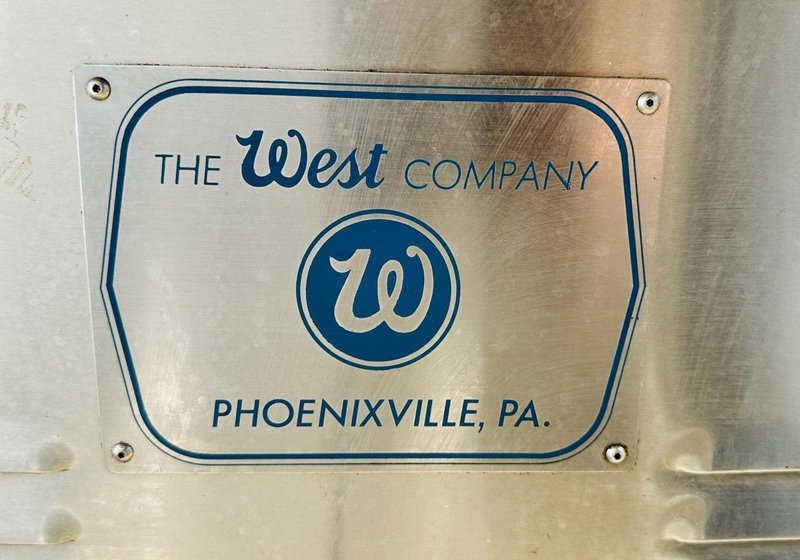 THE West COMPANY
W
PHOENIXVILLE, PA.